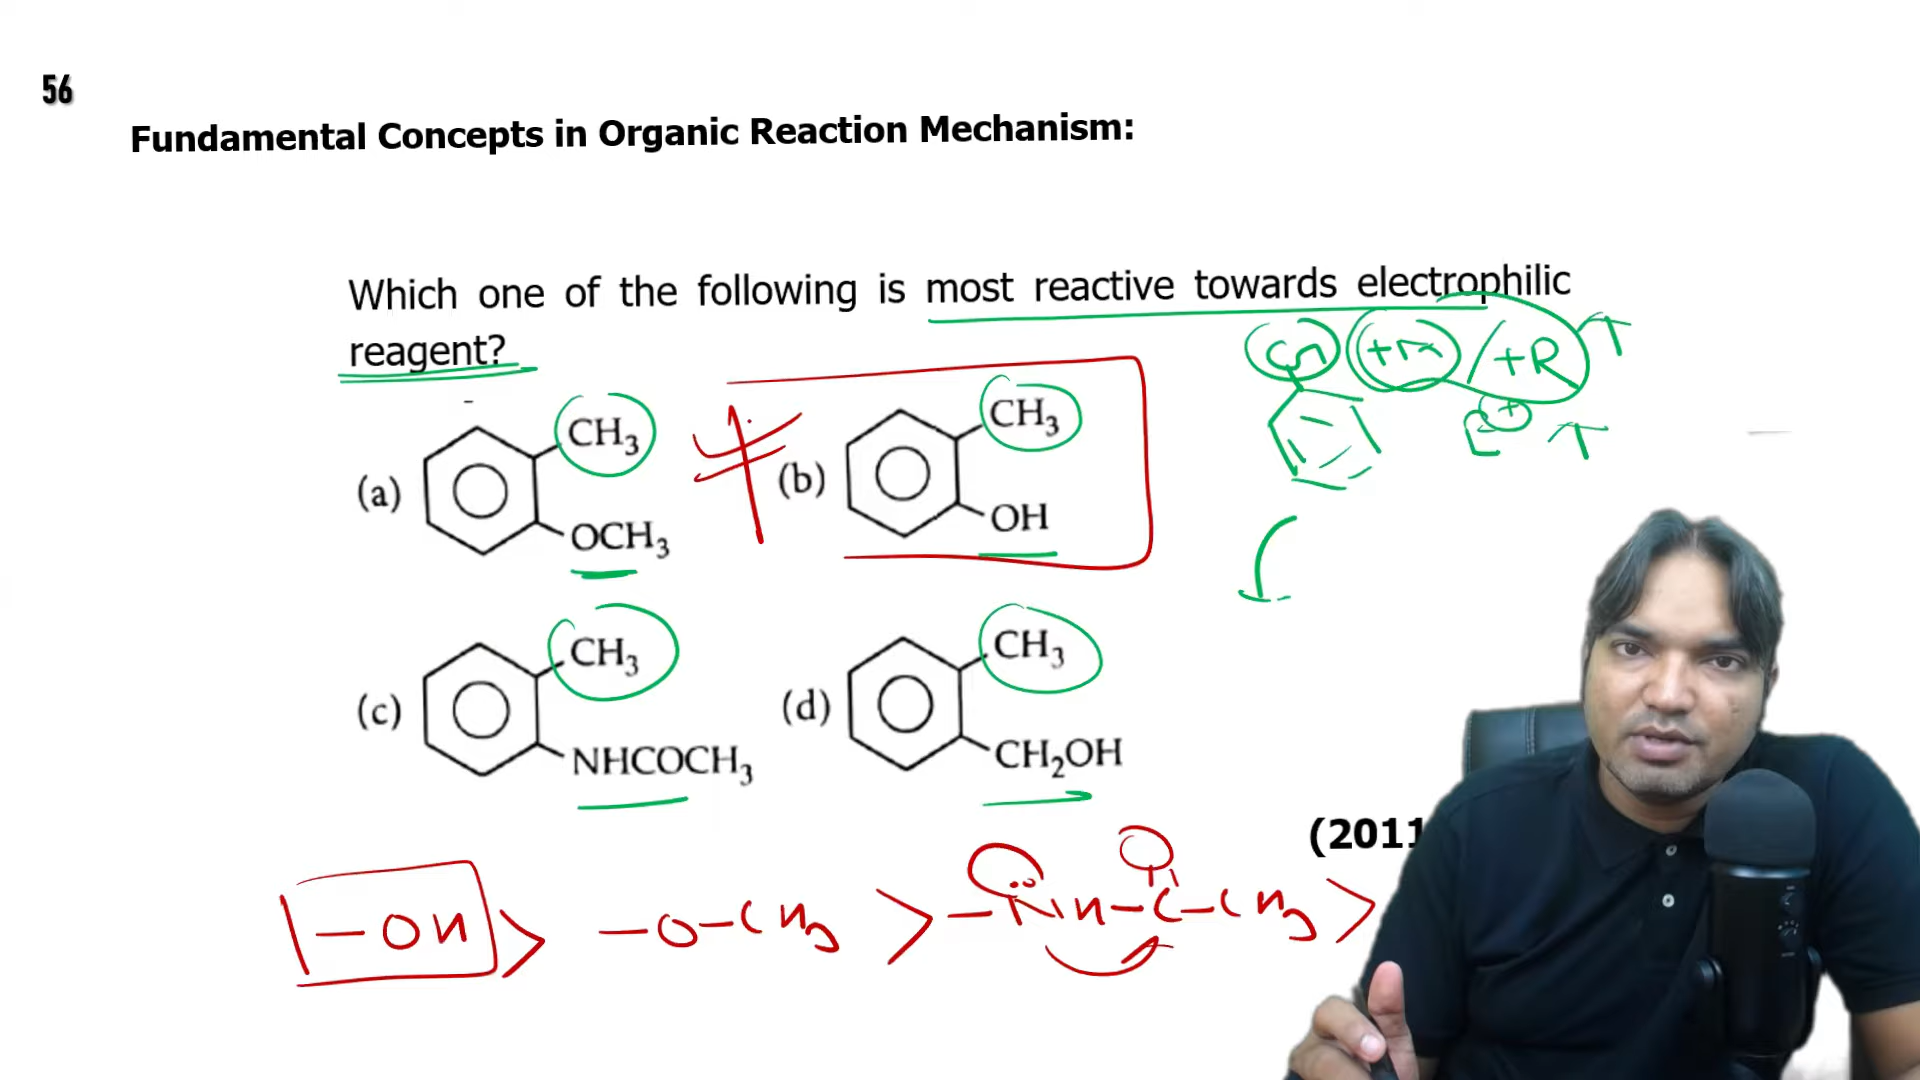 56
Fundamental Concepts in Organic Reaction Mechanism:
Which one of the following is most reactive towards electrophilic
reagent?
G +M / +R ↑
E+ ↑
(a) CH3 OCH3
(b) CH3 OH
(c) CH3 NHCOCH3
(d) CH3 CH2OH
(2011
-OH > -O-CH3 > -NH-C-CH3 >
O